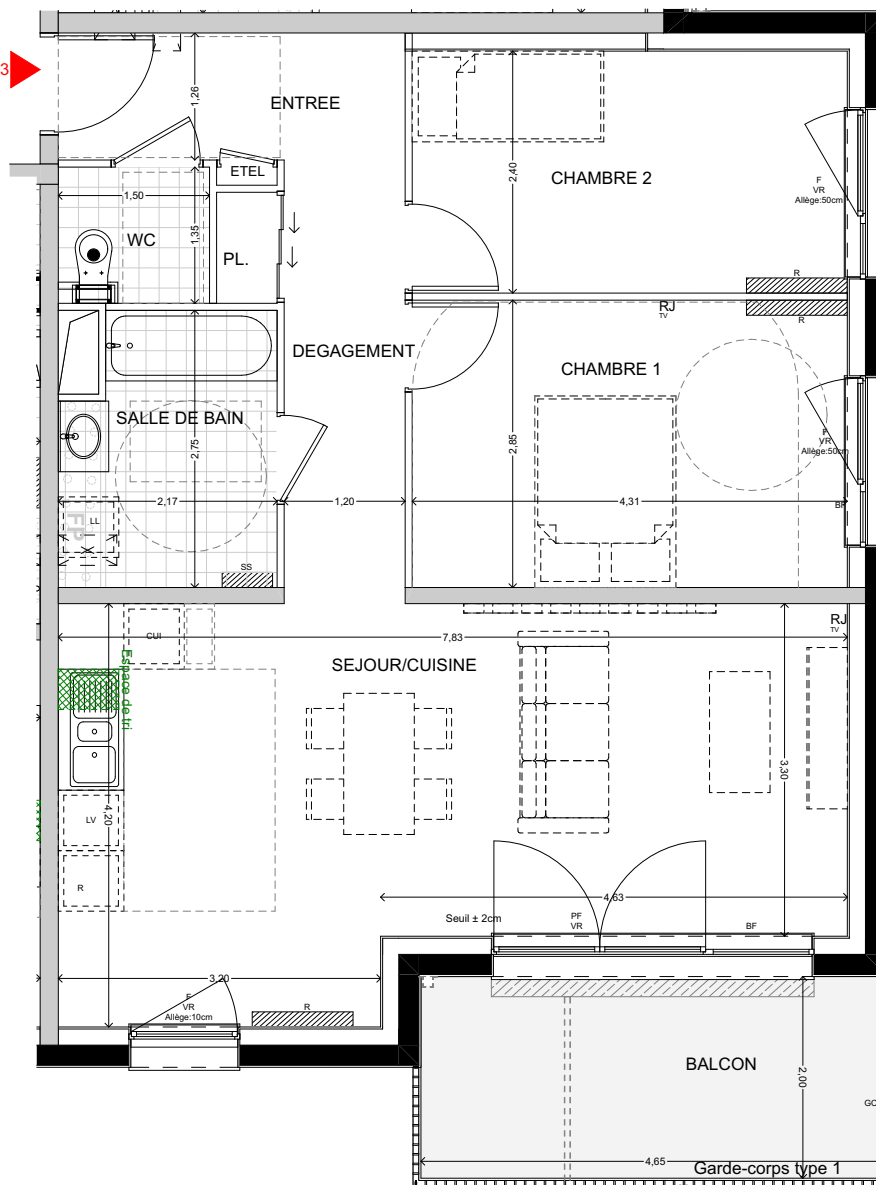 3
ENTREE
1,26
ETEL
CHAMBRE 2
2,40
F
VR
Allège:50cm
1,50
WC
1,35
PL.
R
RJ
TV
R
DEGAGEMENT
CHAMBRE 1
SALLE DE BAIN
2,75
2,85
F
VR
Allège:50cm
2,17
1,20
4,31
BF
LL
FP
SS
CUI
7,83
RJ
TV
SEJOUR/CUISINE
Espace de tri
4,20
3,30
LV
R
4,63
Seuil ± 2cm
PF
VR
BF
3,20
F
VR
Allège:10cm
R
BALCON
2,00
GC
4,65
Garde-corps type 1